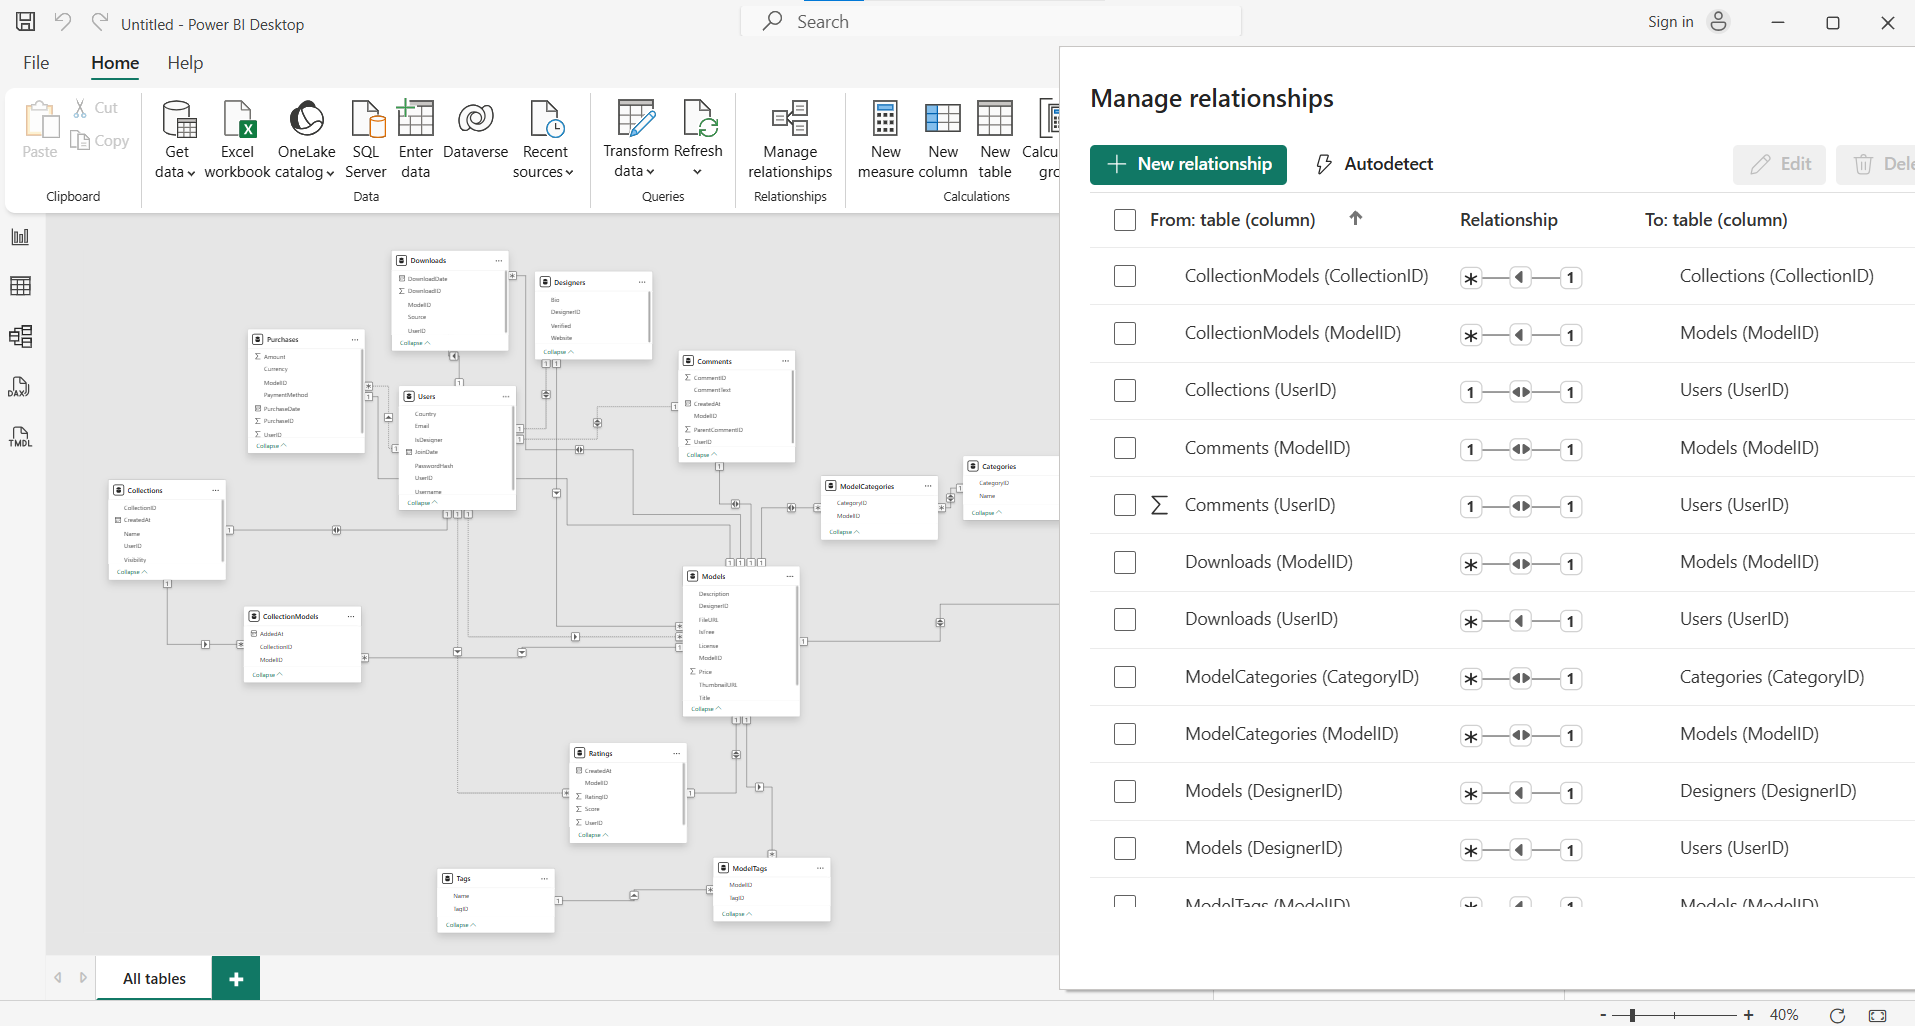 Untitled - Power BI Desktop
Search
Sign in
File
Home
Help
Paste
Cut
Copy
Clipboard
Get data
Excel workbook
OneLake catalog
SQL Server
Enter data
Dataverse
Recent sources
Data
Transform data
Refresh
Queries
Manage relationships
Relationships
New measure
New column
New table
Calcu
gro
Calculations
DAX
TMDL
Downloads
DownloadDate
DownloadID
ModelID
Source
UserID
Collapse
Designers
Bio
DesignerID
Verified
Website
Collapse
Purchases
Amount
Currency
ModelID
PaymentMethod
PurchaseDate
PurchaseID
UserID
Collapse
Users
Country
Email
IsDesigner
JoinDate
PasswordHash
UserID
Username
Collapse
Comments
CommentID
CommentText
CreatedAt
ModelID
ParentCommentID
UserID
Collapse
Collections
CollectionID
CreatedAt
Name
UserID
Visibility
Collapse
ModelCategories
CategoryID
ModelID
Collapse
Categories
CategoryID
Name
Collapse
CollectionModels
AddedAt
CollectionID
ModelID
Collapse
Models
Description
DesignerID
FileURL
IsFree
License
ModelID
Price
ThumbnailURL
Title
Collapse
Ratings
CreatedAt
ModelID
RatingID
Score
UserID
Collapse
Tags
Name
TagID
Collapse
ModelTags
ModelID
TagID
Collapse
All tables
Manage relationships
New relationship
Autodetect
Edit
Dele
From: table (column) Relationship To: table (column)
CollectionModels (CollectionID) * 1 Collections (CollectionID)
CollectionModels (ModelID) * 1 Models (ModelID)
Collections (UserID) 1 1 Users (UserID)
Comments (ModelID) 1 1 Models (ModelID)
Comments (UserID) 1 1 Users (UserID)
Downloads (ModelID) * 1 Models (ModelID)
Downloads (UserID) * 1 Users (UserID)
ModelCategories (CategoryID) * 1 Categories (CategoryID)
ModelCategories (ModelID) * 1 Models (ModelID)
Models (DesignerID) * 1 Designers (DesignerID)
Models (DesignerID) * 1 Users (UserID)
ModelTags (ModelID) * 1 Models (ModelID)
- + 40%